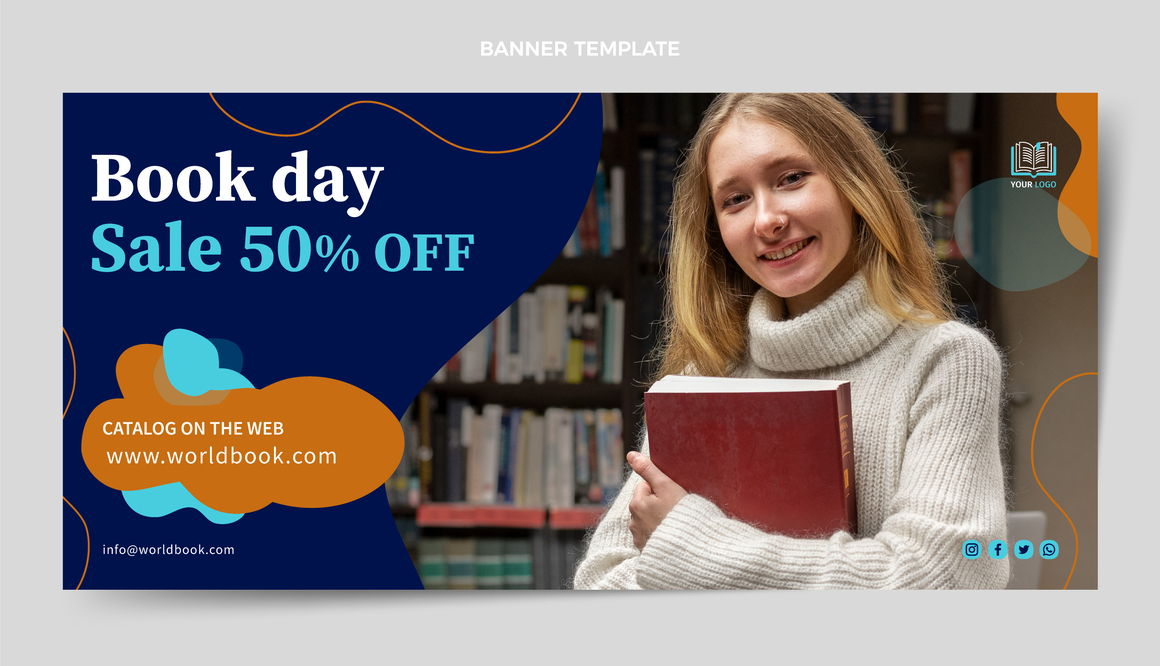 BANNER TEMPLATE
Book day
Sale 50% OFF
YOUR LOGO
CATALOG ON THE WEB
www.worldbook.com
info@worldbook.com